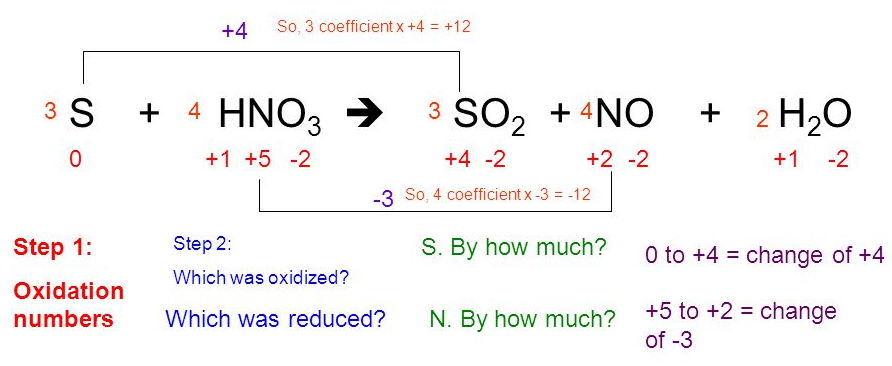 +4 So, 3 coefficient x +4 = +12
3 S + 4 HNO₃ ➔ 3 SO₂ + 4 NO + 2 H₂O
0 +1 +5 -2 +4 -2 +2 -2 +1 -2
-3 So, 4 coefficient x -3 = -12
Step 1:
Oxidation
numbers
Step 2:
Which was oxidized?
Which was reduced?
S. By how much?
N. By how much?
0 to +4 = change of +4
+5 to +2 = change
of -3